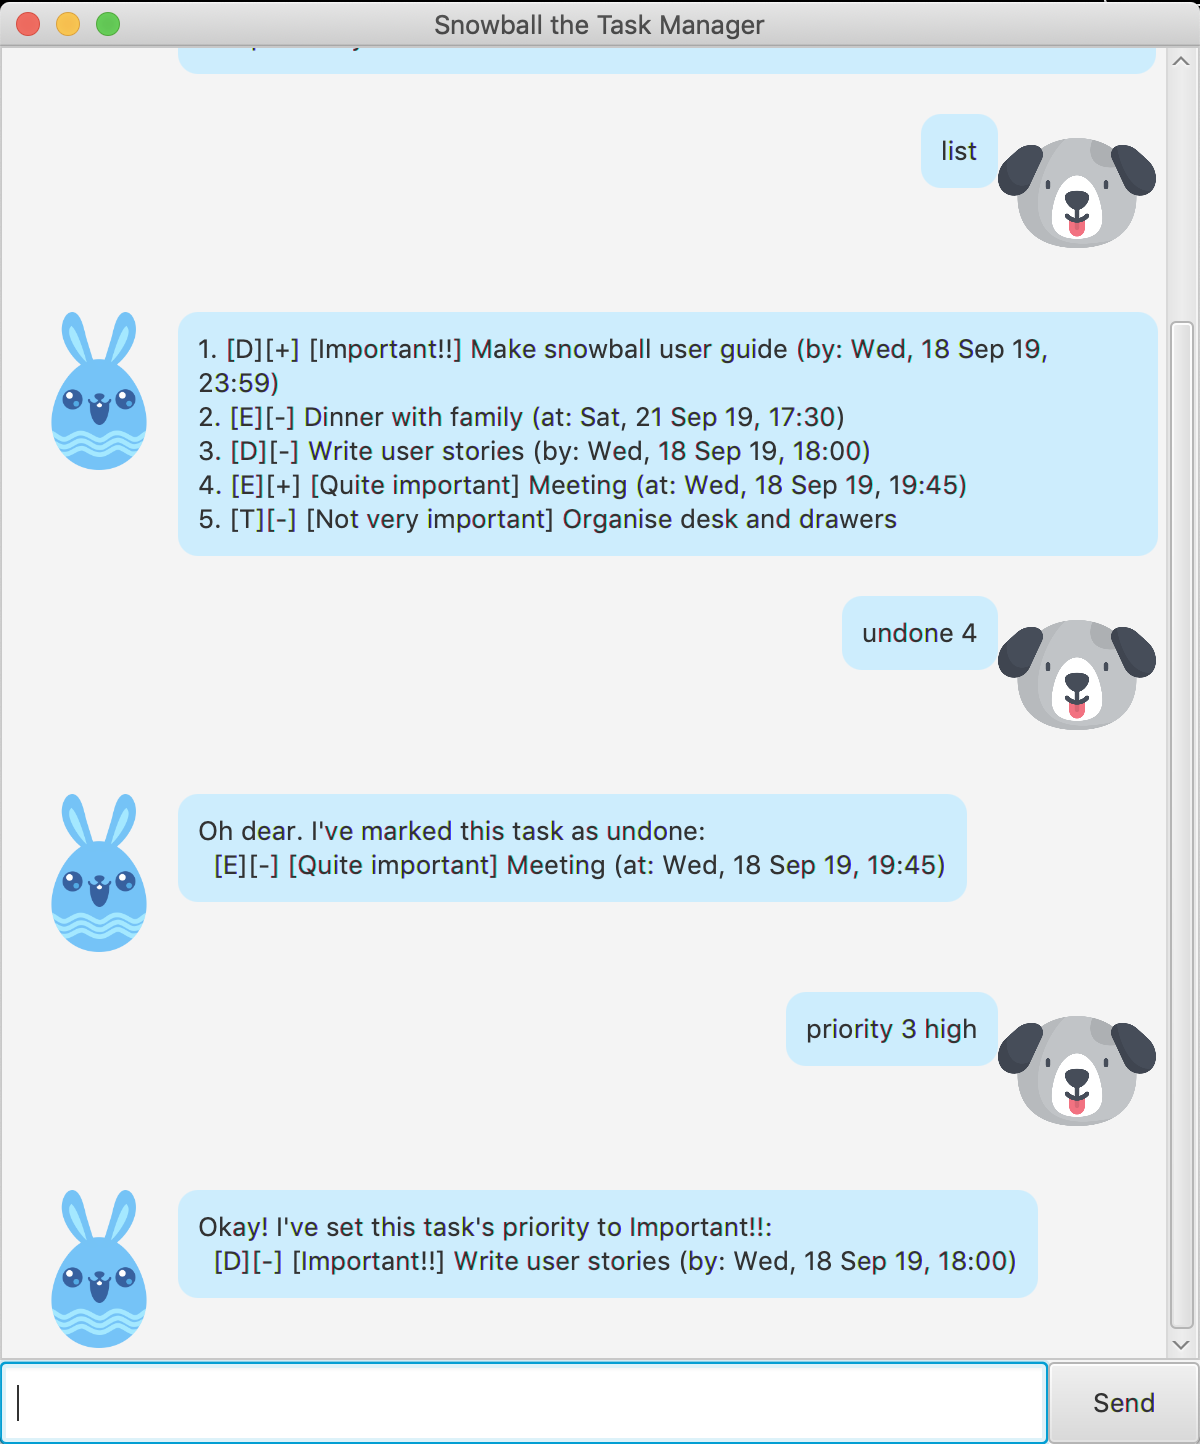 Snowball the Task Manager
list
1. [D][+] [Important!!] Make snowball user guide (by: Wed, 18 Sep 19,
23:59)
2. [E][-] Dinner with family (at: Sat, 21 Sep 19, 17:30)
3. [D][-] Write user stories (by: Wed, 18 Sep 19, 18:00)
4. [E][+] [Quite important] Meeting (at: Wed, 18 Sep 19, 19:45)
5. [T][-] [Not very important] Organise desk and drawers
undone 4
Oh dear. I've marked this task as undone:
[E][-] [Quite important] Meeting (at: Wed, 18 Sep 19, 19:45)
priority 3 high
Okay! I've set this task's priority to Important!!:
[D][-] [Important!!] Write user stories (by: Wed, 18 Sep 19, 18:00)
Send